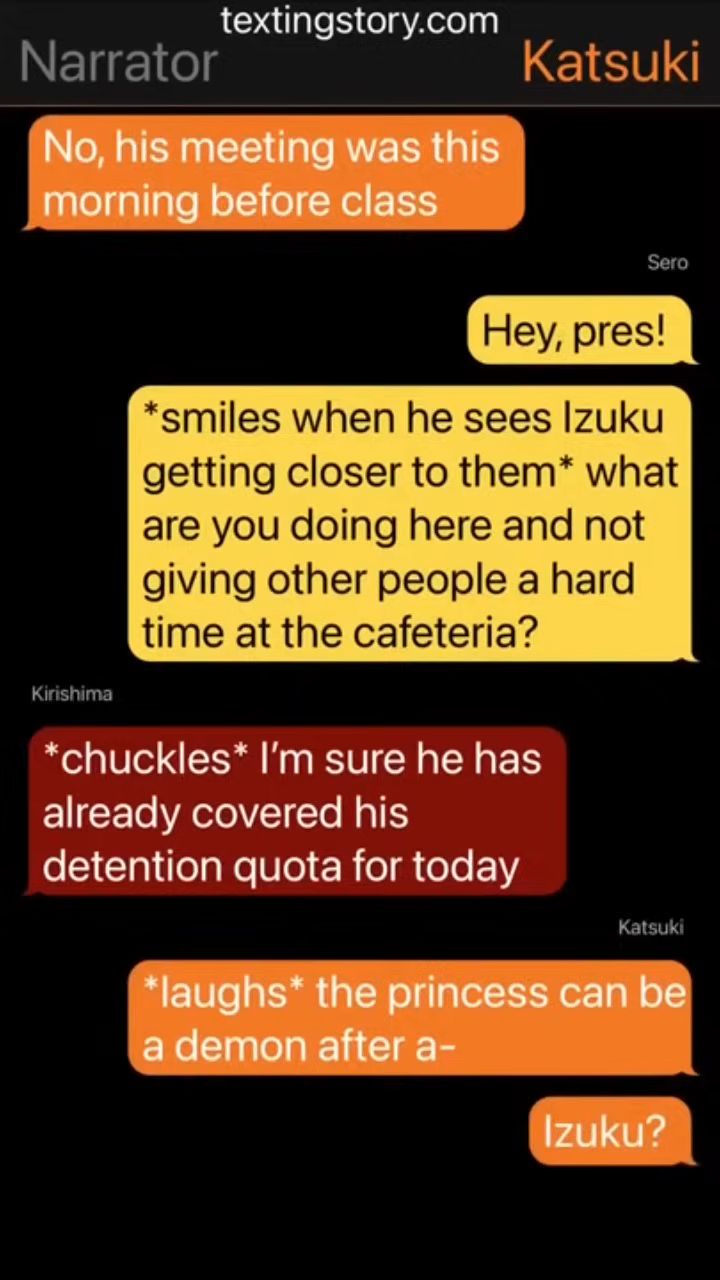 textingstory.com
Narrator
Katsuki
No, his meeting was this
morning before class
Sero
Hey, pres!
*smiles when he sees Izuku
getting closer to them* what
are you doing here and not
giving other people a hard
time at the cafeteria?
Kirishima
*chuckles* I’m sure he has
already covered his
detention quota for today
Katsuki
*laughs* the princess can be
a demon after a-
Izuku?